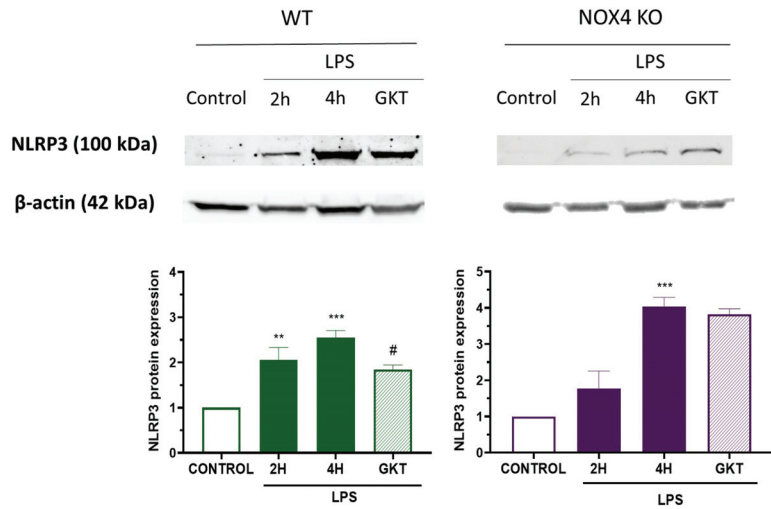 WT
NOX4 KO
LPS
LPS
Control 2h 4h GKT
Control 2h 4h GKT
NLRP3 (100 kDa)
β-actin (42 kDa)
NLRP3 protein expression
4
3
2
1
0
**
***
#
CONTROL 2H 4H GKT
LPS
NLRP3 protein expression
5
4
3
2
1
0
***
CONTROL 2H 4H GKT
LPS